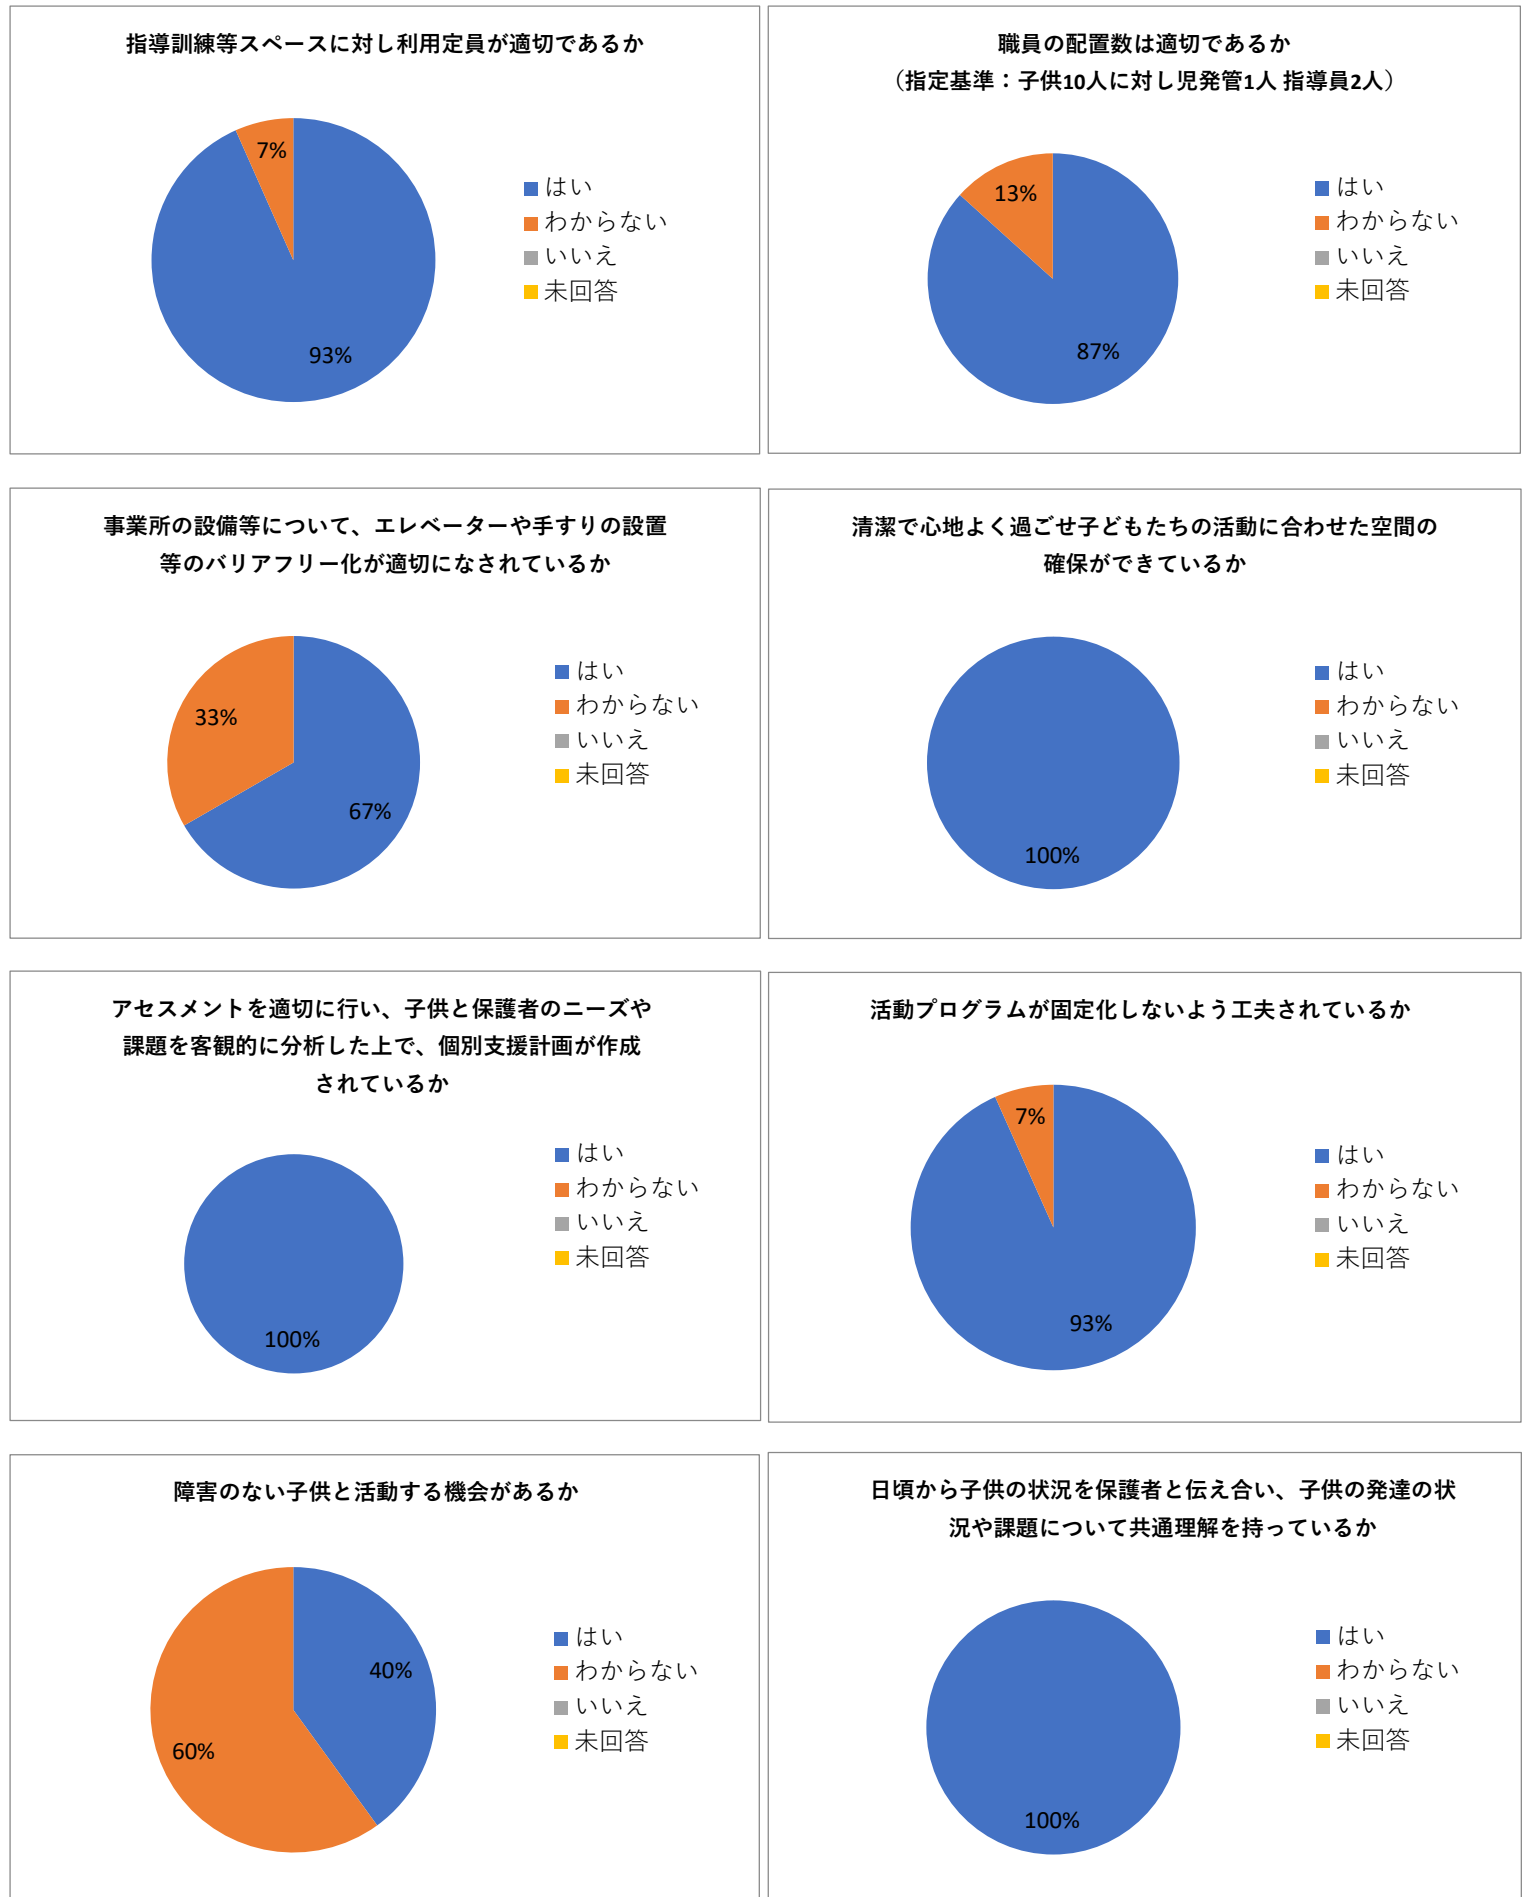 指導訓練等スペースに対し利用定員が適切であるか
7%
93%
はい
わからない
いいえ
未回答
職員の配置数は適切であるか
（指定基準：子供10人に対し児発管1人 指導員2人）
13%
87%
はい
わからない
いいえ
未回答
事業所の設備等について、エレベーターや手すりの設置
等のバリアフリー化が適切になされているか
33%
67%
はい
わからない
いいえ
未回答
清潔で心地よく過ごせ子どもたちの活動に合わせた空間の
確保ができているか
100%
はい
わからない
いいえ
未回答
アセスメントを適切に行い、子供と保護者のニーズや
課題を客観的に分析した上で、個別支援計画が作成
されているか
100%
はい
わからない
いいえ
未回答
活動プログラムが固定化しないよう工夫されているか
7%
93%
はい
わからない
いいえ
未回答
障害のない子供と活動する機会があるか
40%
60%
はい
わからない
いいえ
未回答
日頃から子供の状況を保護者と伝え合い、子供の発達の状
況や課題について共通理解を持っているか
100%
はい
わからない
いいえ
未回答